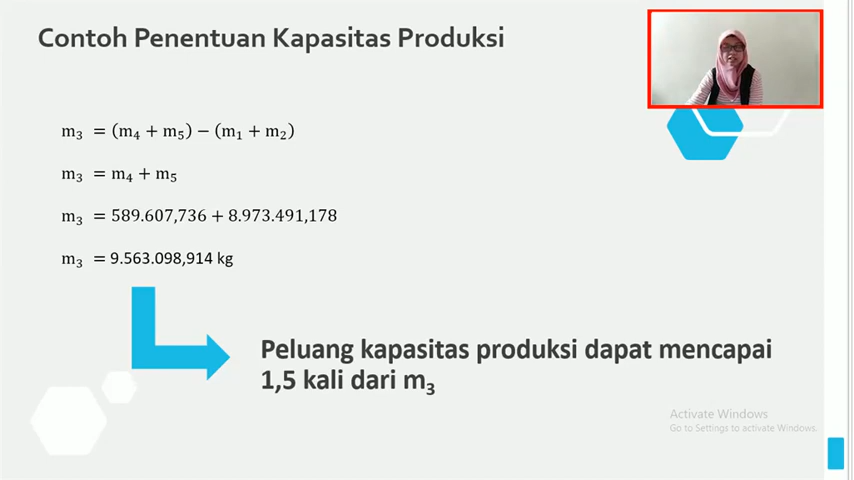 Contoh Penentuan Kapasitas Produksi
m₃ = (m₄ + m₅) − (m₁ + m₂)
m₃ = m₄ + m₅
m₃ = 589.607,736 + 8.973.491,178
m₃ = 9.563.098,914 kg
Peluang kapasitas produksi dapat mencapai
1,5 kali dari m₃
Activate Windows
Go to Settings to activate Windows.